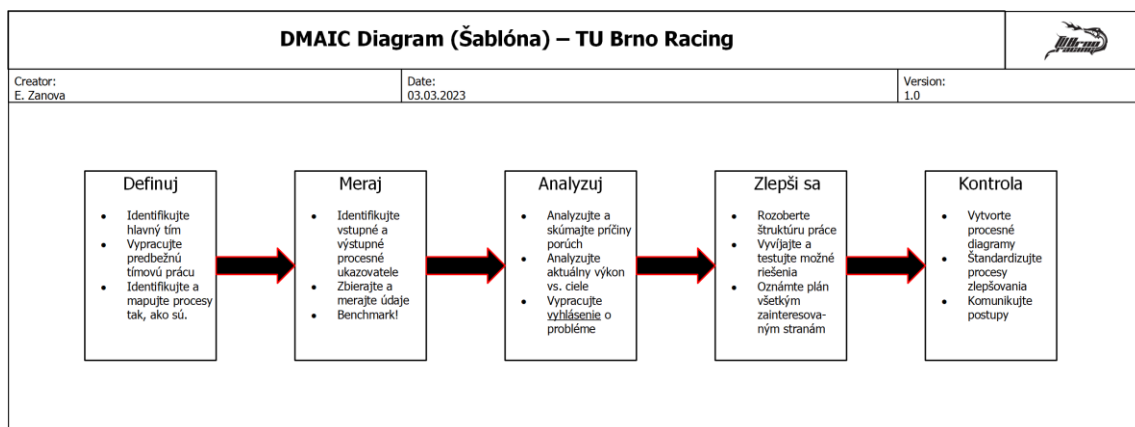 DMAIC Diagram (Šablóna) – TU Brno Racing
TUBrno
racing
Creator:
E. Zanova
Date:
03.03.2023
Version:
1.0
Definuj
• Identifikujte
hlavný tím
• Vypracujte
predbežnú
tímovú prácu
• Identifikujte a
mapujte procesy
tak, ako sú.
Meraj
• Identifikujte
vstupné a
výstupné
procesné
ukazovatele
• Zbierajte a
merajte údaje
• Benchmark!
Analyzuj
• Analyzujte a
skúmajte príčiny
porúch
• Analyzujte
aktuálny výkon
vs. ciele
• Vypracujte
vyhlásenie o
probléme
Zlepši sa
• Rozoberte
štruktúru práce
• Vyvíjajte a
testujte možné
riešenia
• Oznámte plán
všetkým
zainteresova-
ným stranám
Kontrola
• Vytvorte
procesné
diagramy
• Štandardizujte
procesy
zlepšovania
• Komunikujte
postupy